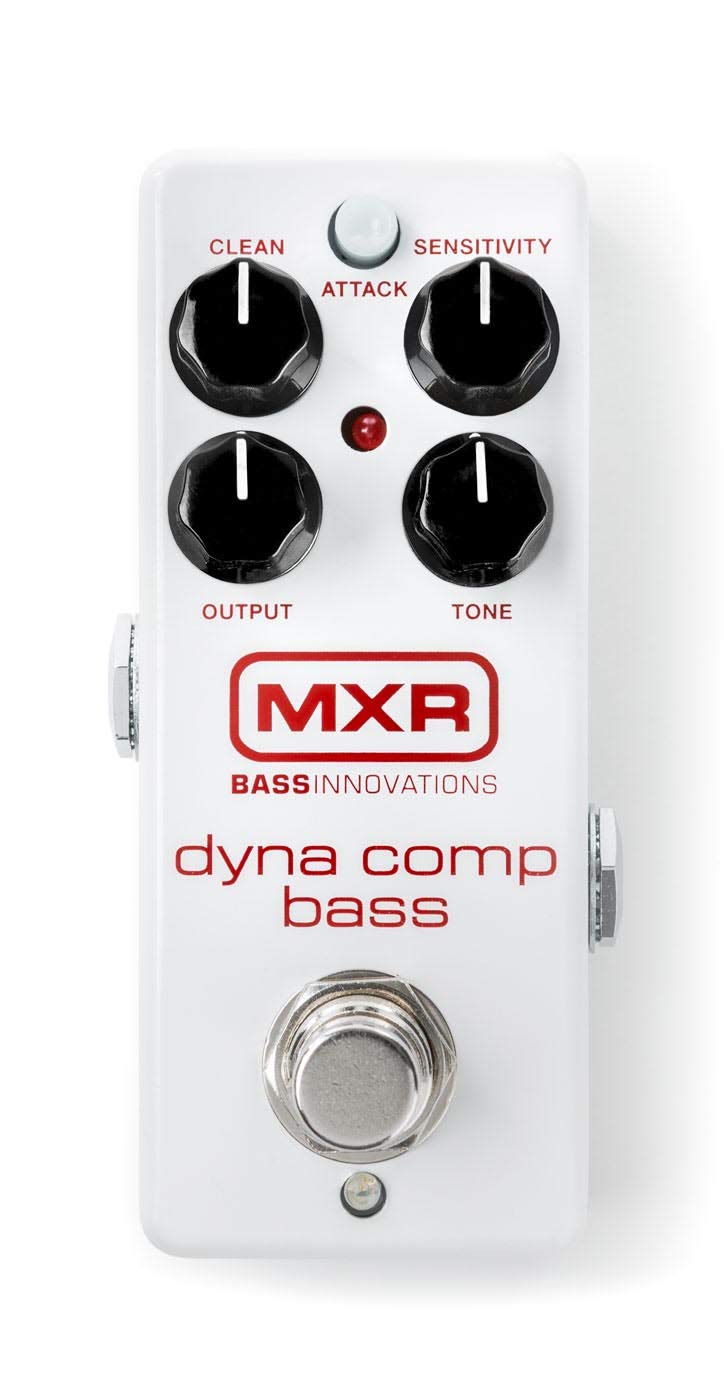 CLEAN
SENSITIVITY
ATTACK
OUTPUT
TONE
MXR
BASSINNOVATIONS
dyna comp
bass